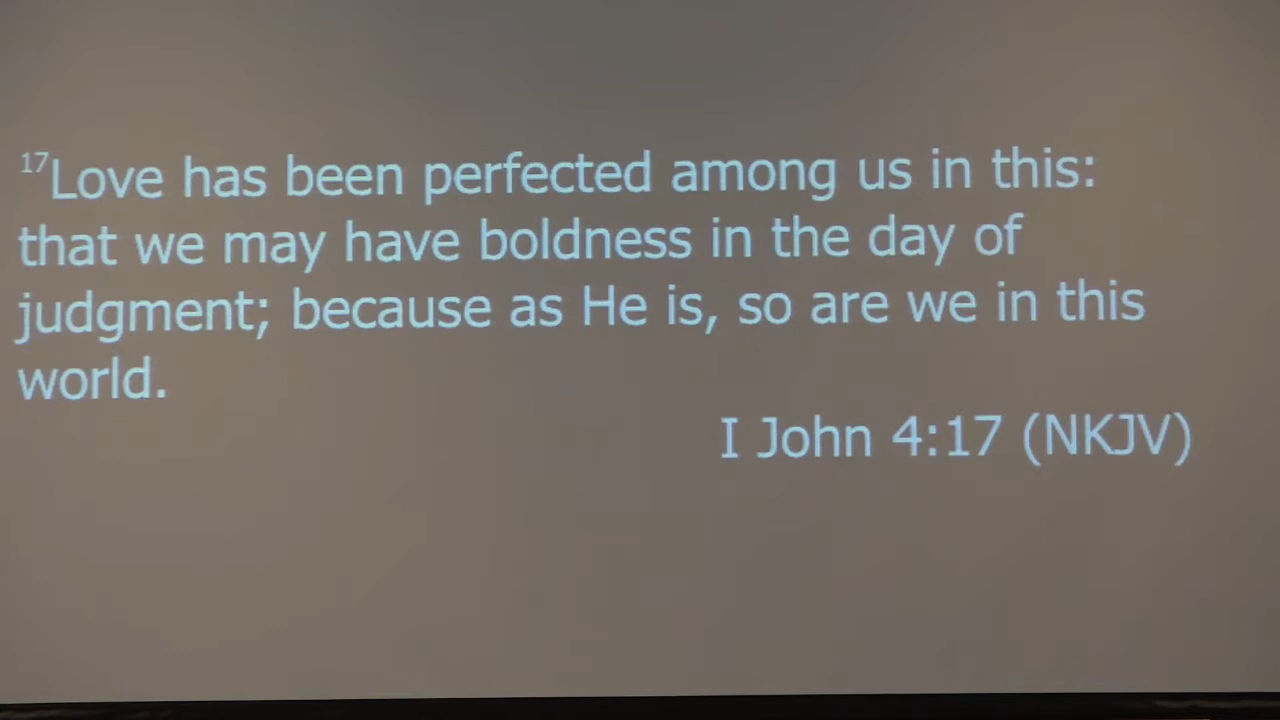 17Love has been perfected among us in this:
that we may have boldness in the day of
judgment; because as He is, so are we in this
world.
I John 4:17 (NKJV)